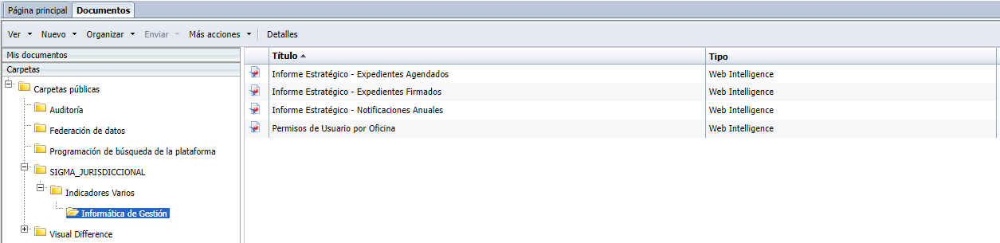 Página principal Documentos
Ver Nuevo Organizar Enviar Más acciones Detalles
Mis documentos
Carpetas
Carpetas públicas
Auditoría
Federación de datos
Programación de búsqueda de la plataforma
SIGMA_JURISDICCIONAL
Indicadores Varios
Informática de Gestión
Visual Difference
Título Tipo
Informe Estratégico - Expedientes Agendados Web Intelligence
Informe Estratégico - Expedientes Firmados Web Intelligence
Informe Estratégico - Notificaciones Anuales Web Intelligence
Permisos de Usuario por Oficina Web Intelligence